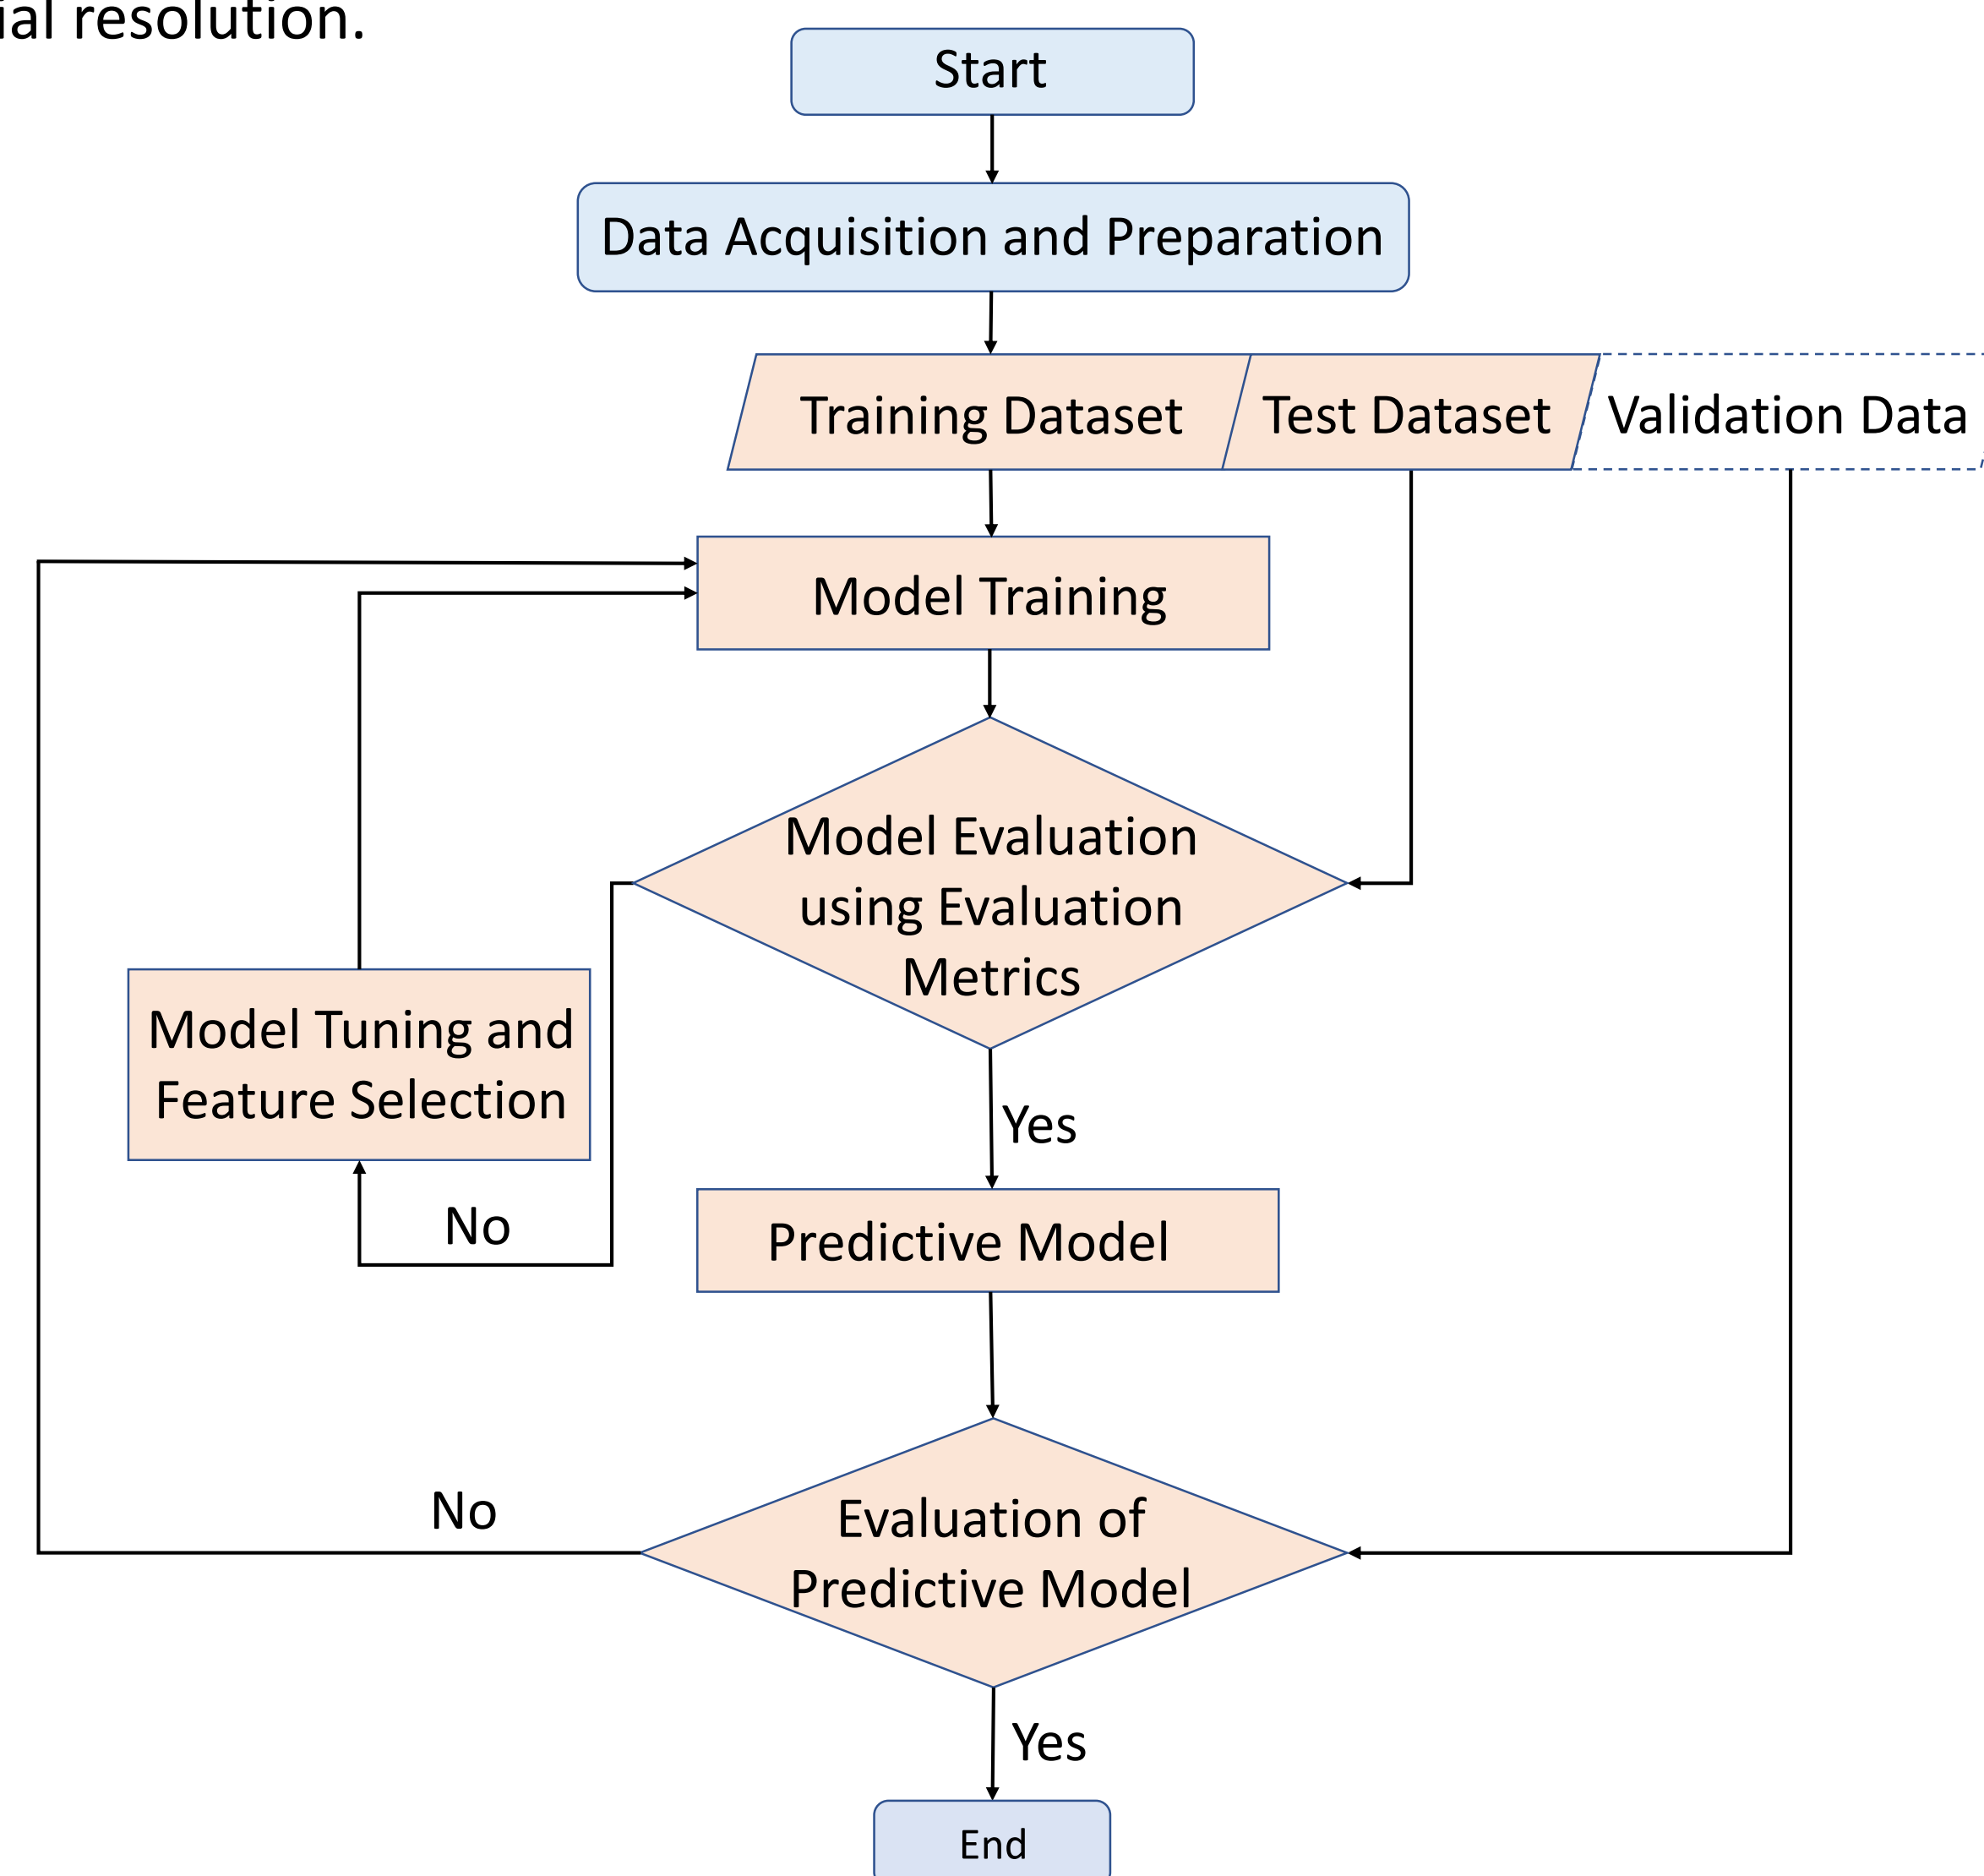 ial resolution.
Start
Data Acquisition and Preparation
Training Dataset
Test Dataset
Validation Data
Model Training
Model Evaluation
using Evaluation
Metrics
Model Tuning and
Feature Selection
Yes
No
Predictive Model
No
Evaluation of
Predictive Model
Yes
End